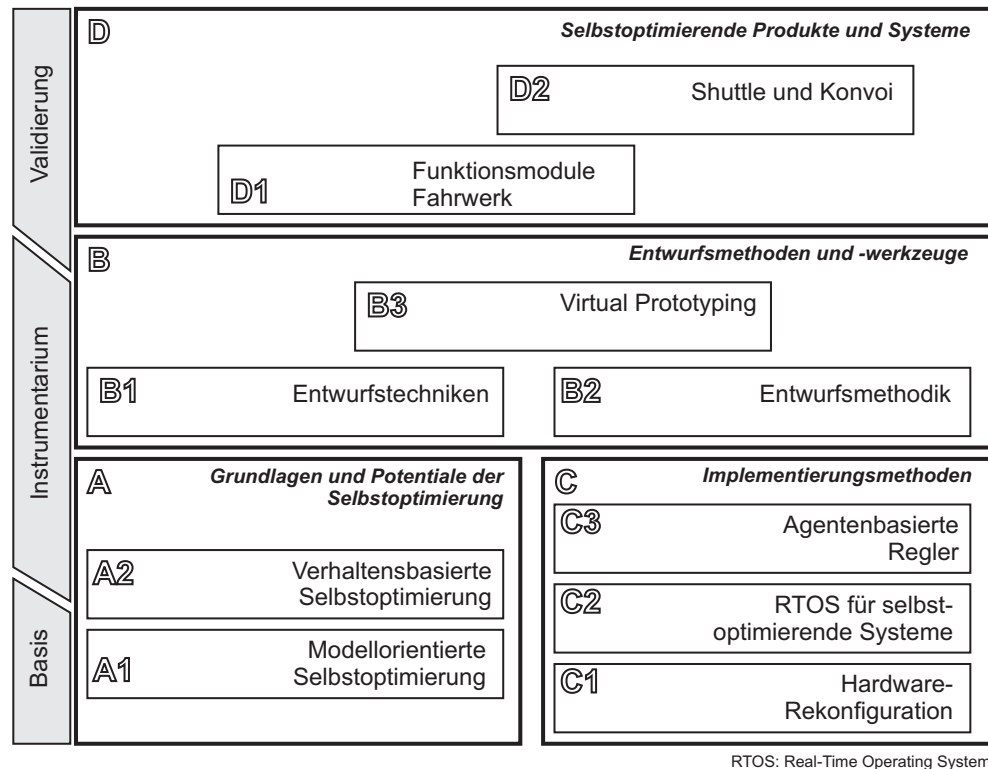 Validierung
D
Selbstoptimierende Produkte und Systeme
D2
Shuttle und Konvoi
D1
Funktionsmodule
Fahrwerk
Instrumentarium
B
Entwurfsmethoden und -werkzeuge
B3
Virtual Prototyping
B1
Entwurfstechniken
B2
Entwurfsmethodik
Basis
A
Grundlagen und Potentiale der
Selbstoptimierung
A2
Verhaltensbasierte
Selbstoptimierung
A1
Modellorientierte
Selbstoptimierung
C
Implementierungsmethoden
C3
Agentenbasierte
Regler
C2
RTOS für selbst-
optimierende Systeme
C1
Hardware-
Rekonfiguration
RTOS: Real-Time Operating System